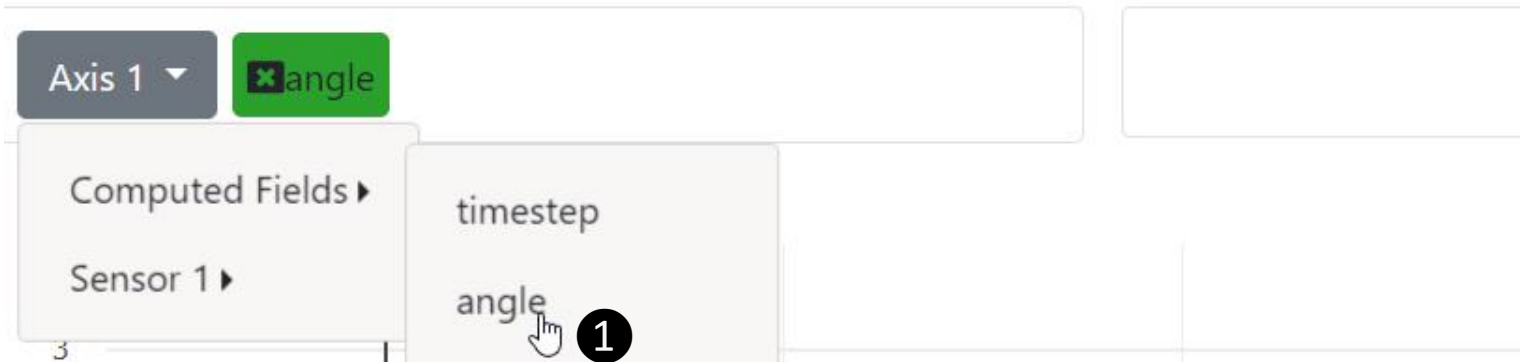 Axis 1
angle
Computed Fields
timestep
Sensor 1
angle
1
3